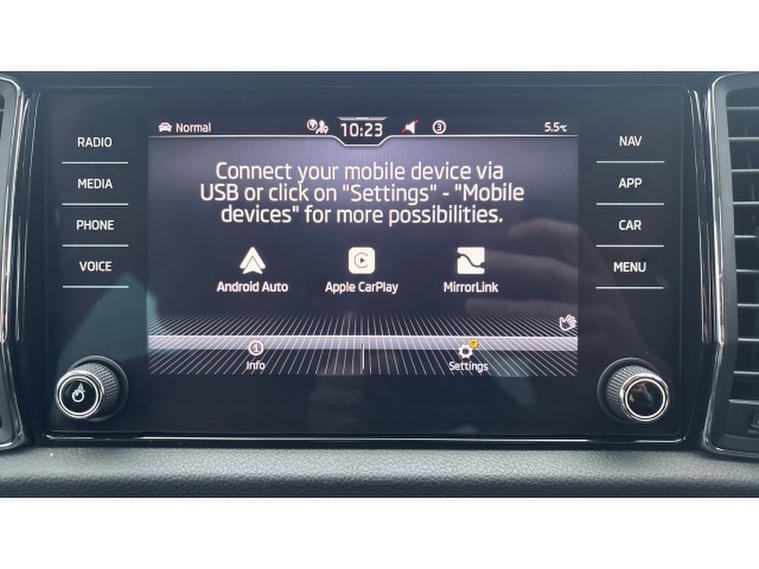 Normal 10:23 3 5.5°C
RADIO
MEDIA
PHONE
VOICE
Connect your mobile device via
USB or click on "Settings" - "Mobile
devices" for more possibilities.
Android Auto Apple CarPlay MirrorLink
Info Settings
NAV
APP
CAR
MENU